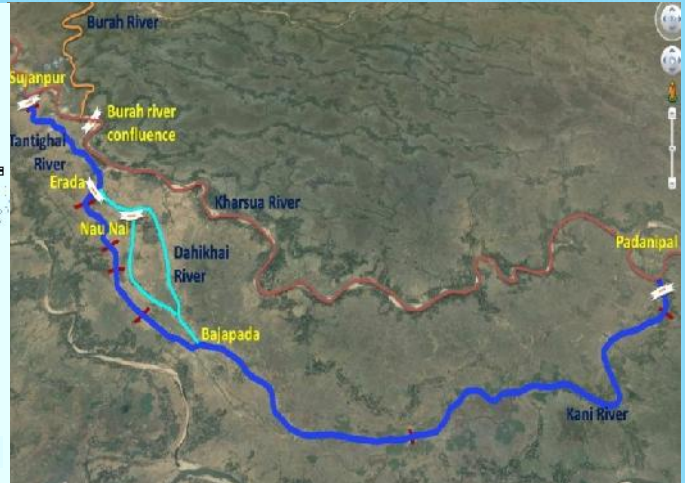 Burah River
Sujanpur
Burah river
confluence
Tantighai
River
Erada
Kharsua River
Nau Nai
Dahikhai
River
Padanipal
Bajapada
Kani River